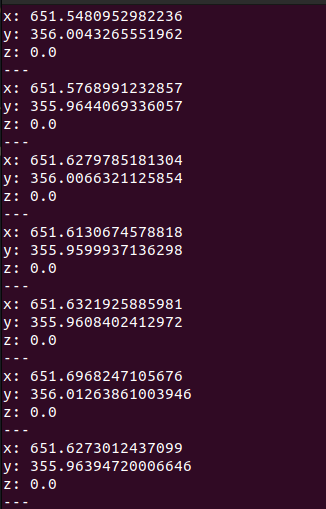 x: 651.5480952982236
y: 356.0043265551962
z: 0.0
---
x: 651.5768991232857
y: 355.9644069336057
z: 0.0
---
x: 651.6279785181304
y: 356.0066321125854
z: 0.0
---
x: 651.6130674578818
y: 355.9599937136298
z: 0.0
---
x: 651.6321925885981
y: 355.9608402412972
z: 0.0
---
x: 651.6968247105676
y: 356.01263861003946
z: 0.0
---
x: 651.6273012437099
y: 355.96394720006646
z: 0.0
---